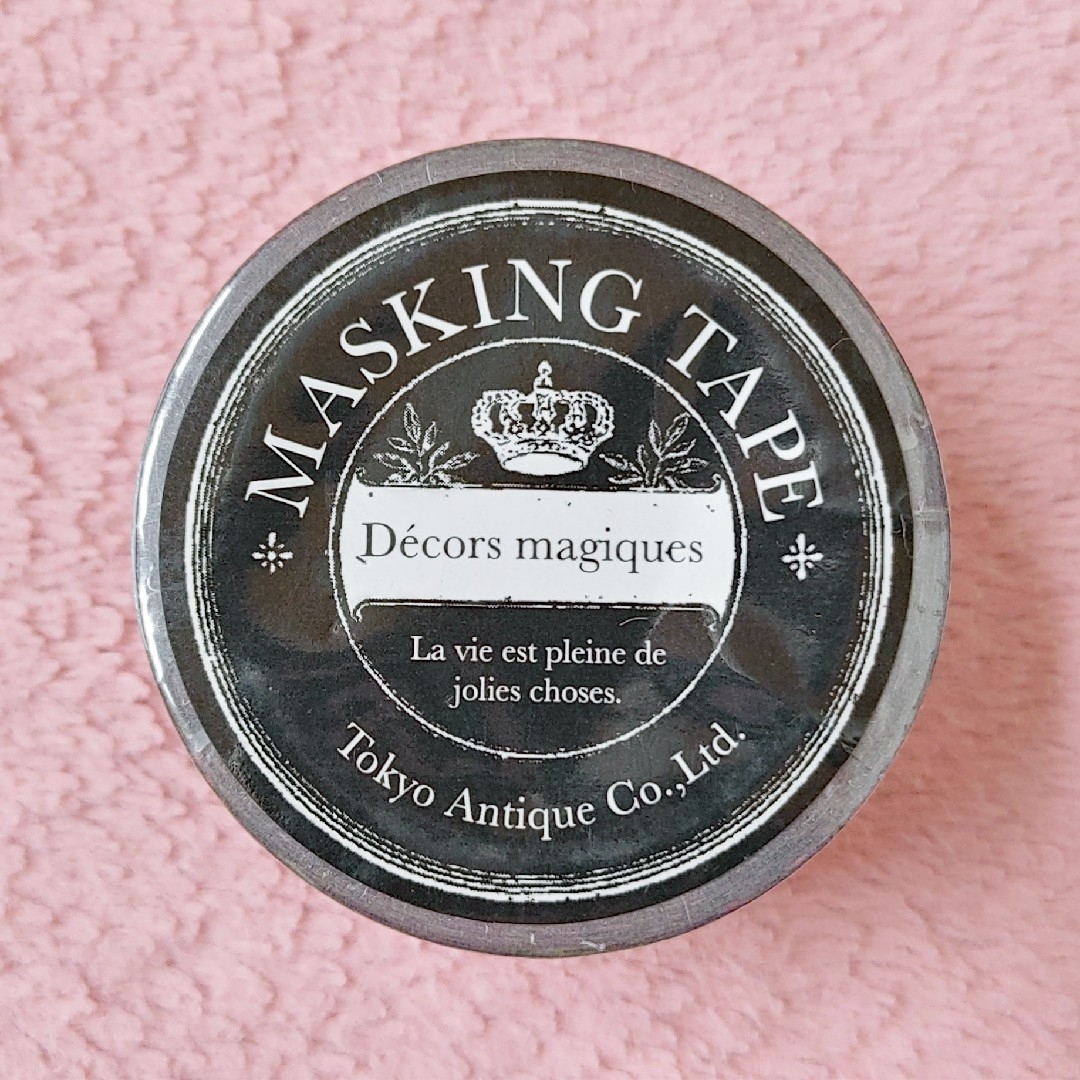 MASKING TAPE
Décors magiques
La vie est pleine de
jolies choses.
Tokyo Antique Co.,Ltd.